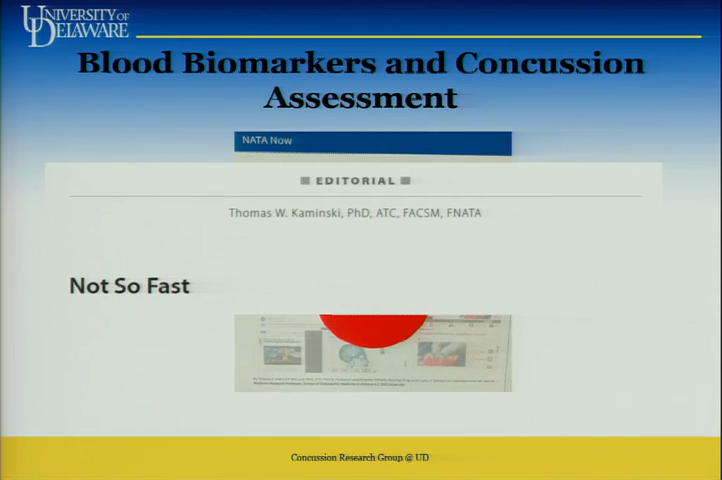 UNIVERSITY OF
DELAWARE
Blood Biomarkers and Concussion
Assessment
NATA Now
EDITORIAL
Thomas W. Kaminski, PhD, ATC, FACSM, FNATA
Not So Fast
Concussion Research Group @ UD